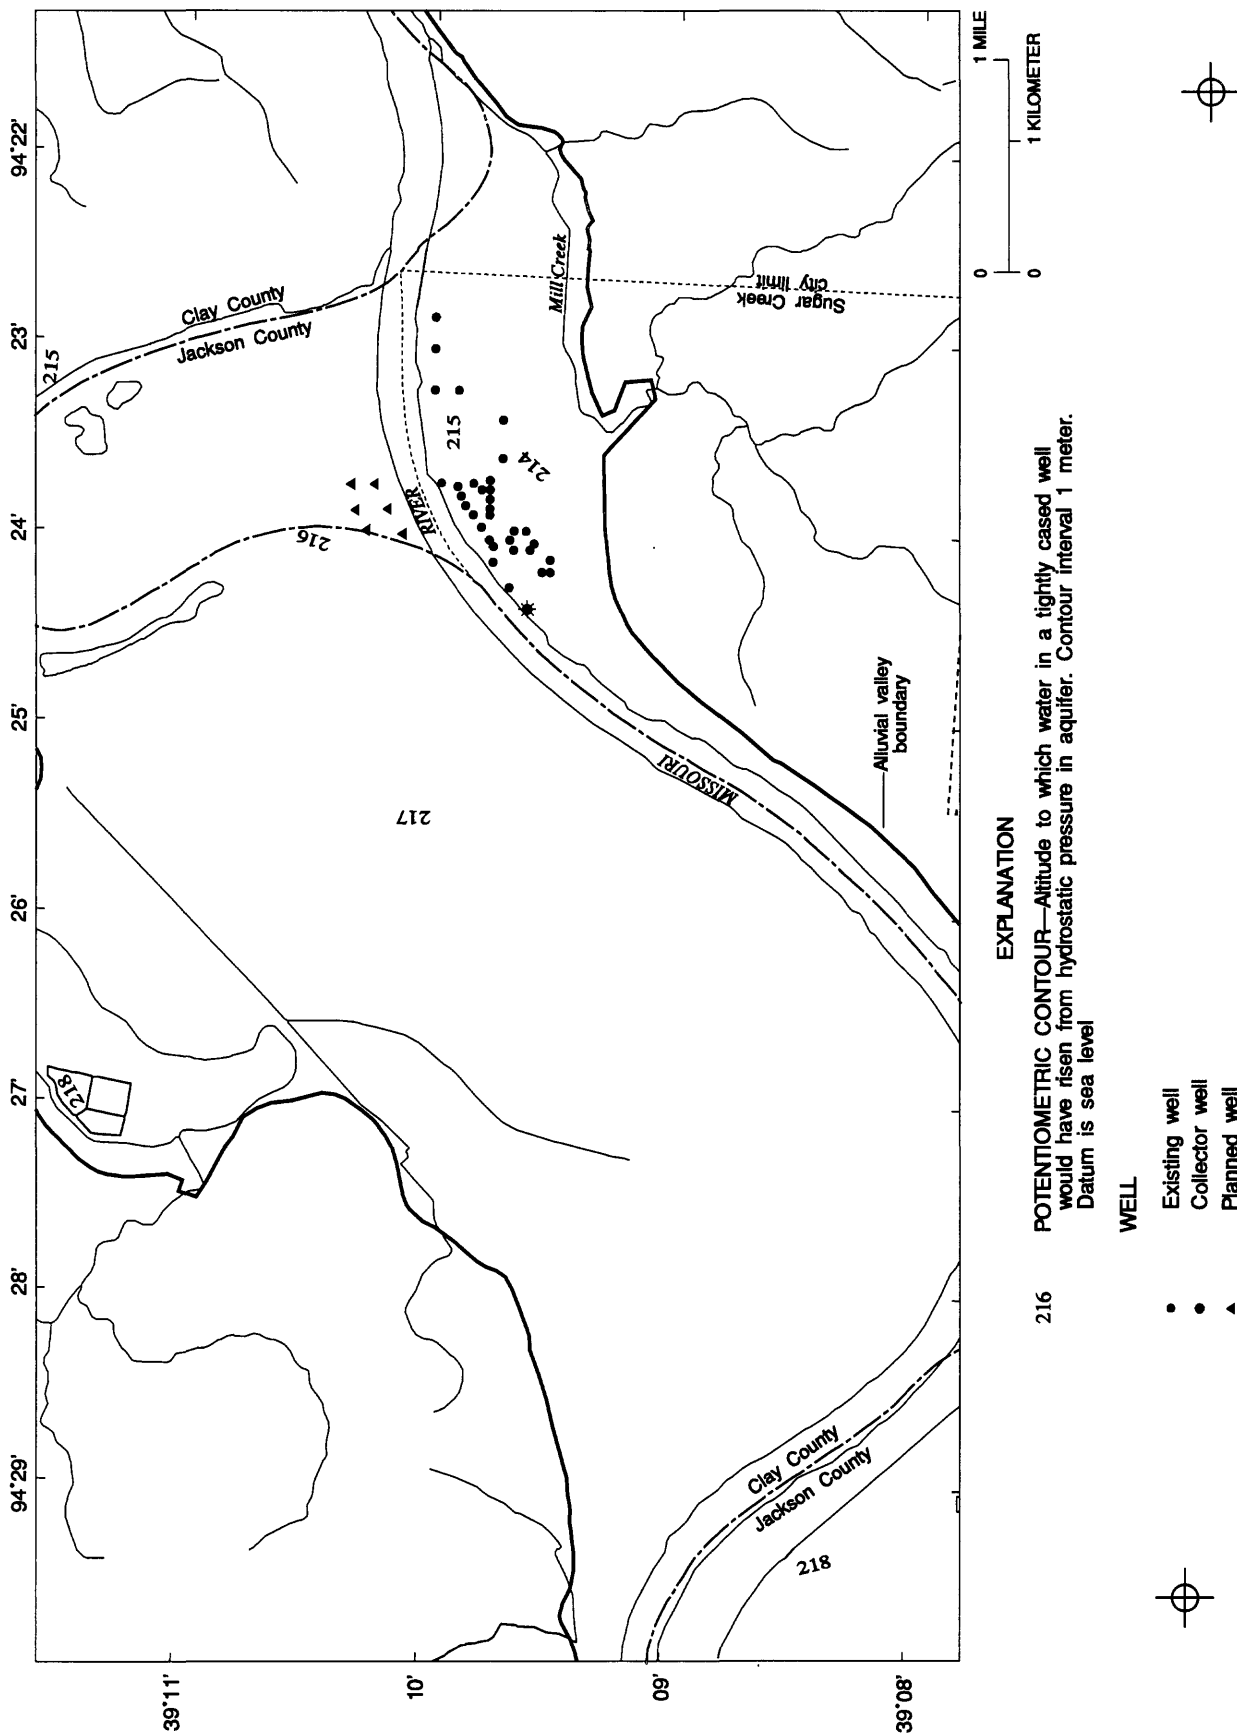 94°29'
28'
27'
26'
25'
24'
23'
94°22'
39°11'
10'
09'
39°08'
218
217
216
215
215
214
218
Clay County
Jackson County
Clay County
Jackson County
MISSOURI
RIVER
Mill Creek
Sugar Creek
city limit
Alluvial valley
boundary
0 1 MILE
0 1 KILOMETER
EXPLANATION
216 POTENTIOMETRIC CONTOUR—Altitude to which water in a tightly cased well
would have risen from hydrostatic pressure in aquifer. Contour interval 1 meter.
Datum is sea level
WELL
Existing well
Collector well
Planned well